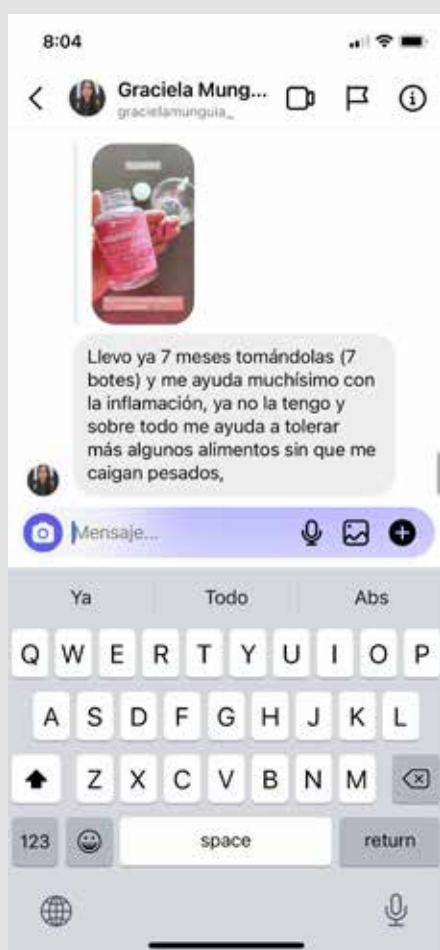 8:04
Graciela Mung...
gracielamunguia_
Llevo ya 7 meses tomándolas (7
botes) y me ayuda muchísimo con
la inflamación, ya no la tengo y
sobre todo me ayuda a tolerar
más algunos alimentos sin que me
caigan pesados,
Mensaje...
Ya Todo Abs
Q W E R T Y U I O P
A S D F G H J K L
Z X C V B N M
123 space return